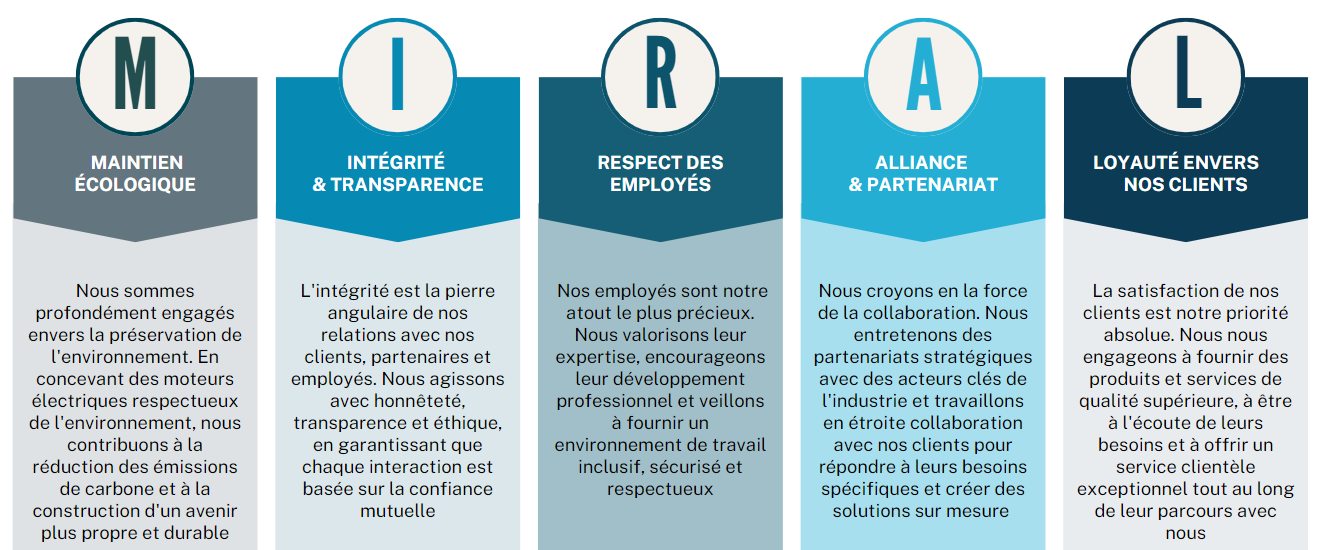 M
MAINTIEN
ÉCOLOGIQUE
Nous sommes
profondément engagés
envers la préservation de
l'environnement. En
concevant des moteurs
électriques respectueux
de l'environnement, nous
contribuons à la
réduction des émissions
de carbone et à la
construction d'un avenir
plus propre et durable
I
INTÉGRITÉ
& TRANSPARENCE
L'intégrité est la pierre
angulaire de nos
relations avec nos
clients, partenaires et
employés. Nous agissons
avec honnêteté,
transparence et éthique,
en garantissant que
chaque interaction est
basée sur la confiance
mutuelle
R
RESPECT DES
EMPLOYÉS
Nos employés sont notre
atout le plus précieux.
Nous valorisons leur
expertise, encourageons
leur développement
professionnel et veillons
à fournir un
environnement de travail
inclusif, sécurisé et
respectueux
A
ALLIANCE
& PARTENARIAT
Nous croyons en la force
de la collaboration. Nous
entretenons des
partenariats stratégiques
avec des acteurs clés de
l'industrie et travaillons
en étroite collaboration
avec nos clients pour
répondre à leurs besoins
spécifiques et créer des
solutions sur mesure
L
LOYAUTÉ ENVERS
NOS CLIENTS
La satisfaction de nos
clients est notre priorité
absolue. Nous nous
engageons à fournir des
produits et services de
qualité supérieure, à être
à l'écoute de leurs
besoins et à offrir un
service clientèle
exceptionnel tout au long
de leur parcours avec
nous